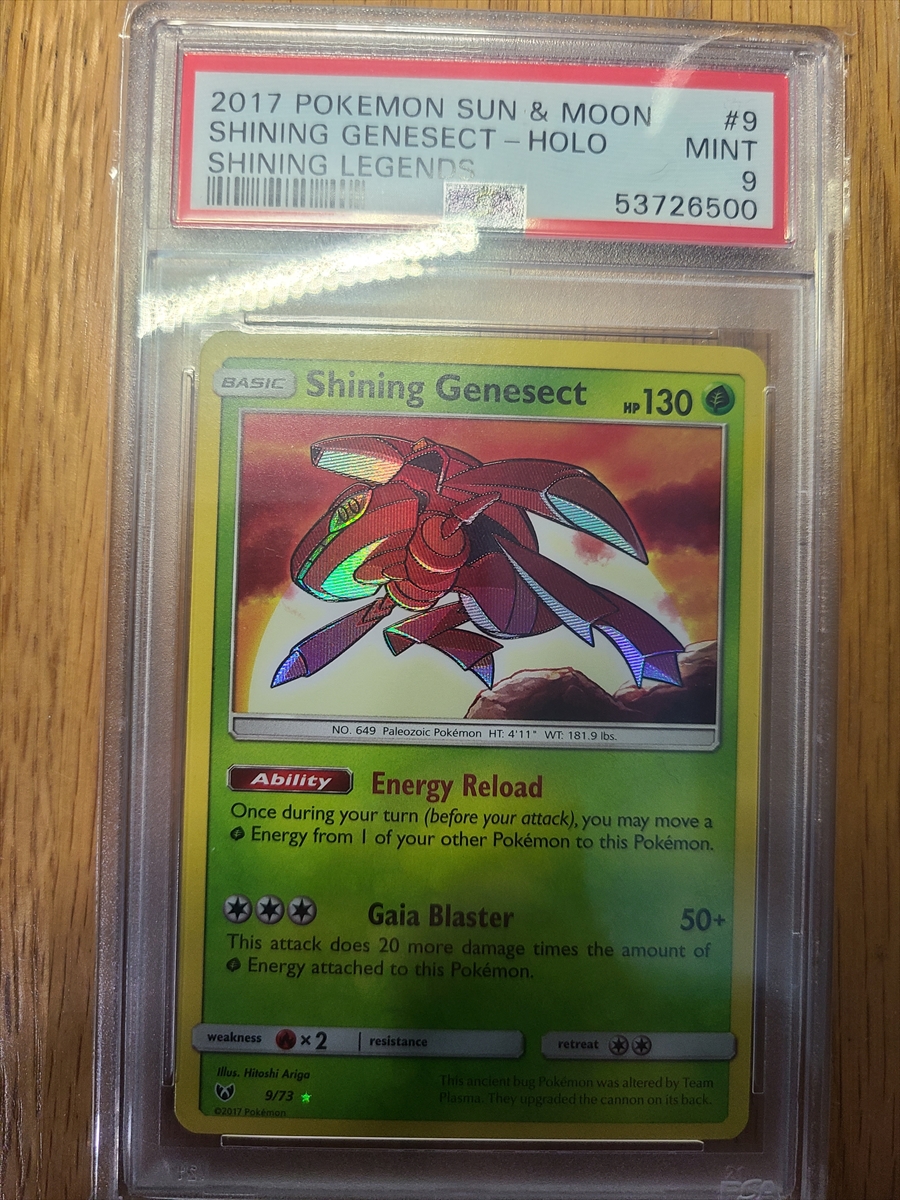 2017 POKEMON SUN & MOON #9
SHINING GENESECT - HOLO MINT
SHINING LEGENDS 9
53726500
BASIC Shining Genesect HP 130
NO. 649 Paleozoic Pokémon HT: 4'11" WT: 181.9 lbs.
Ability Energy Reload
Once during your turn (before your attack), you may move a
Energy from 1 of your other Pokémon to this Pokémon.
Gaia Blaster 50+
This attack does 20 more damage times the amount of
Energy attached to this Pokémon.
weakness ×2 resistance retreat
Illus. Hitoshi Ariga
9/73
©2017 Pokémon
This ancient bug Pokémon was altered by Team
Plasma. They upgraded the cannon on its back.